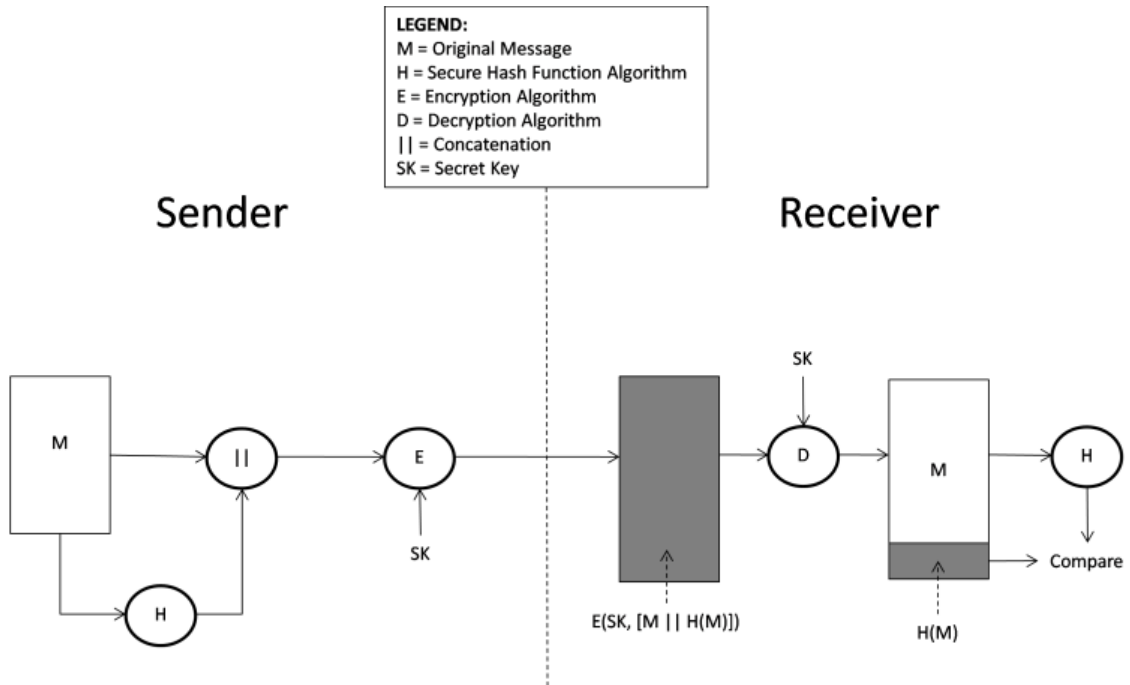 LEGEND:
M = Original Message
H = Secure Hash Function Algorithm
E = Encryption Algorithm
D = Decryption Algorithm
|| = Concatenation
SK = Secret Key
Sender
Receiver
M
||
E
SK
H
SK
D
M
H
Compare
E(SK, [M || H(M)])
H(M)